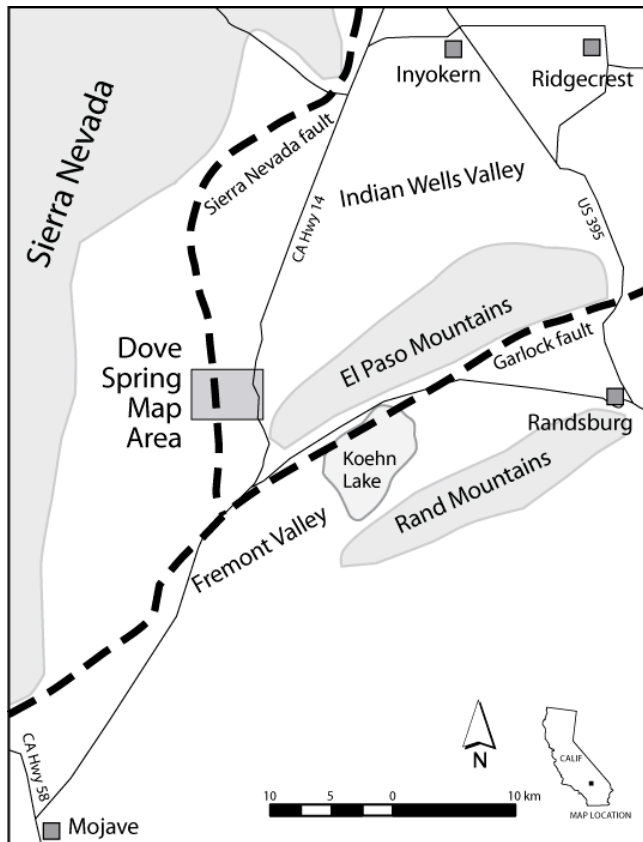 Inyokern
Ridgecrest
Sierra Nevada
Sierra Nevada fault
Indian Wells Valley
CA Hwy 14
US 395
Dove
Spring
Map
Area
El Paso Mountains
Garlock fault
Randsburg
Koehn
Lake
Rand Mountains
Fremont Valley
CA Hwy 58
N
CALIF
MAP LOCATION
10 5 0 10 km
Mojave